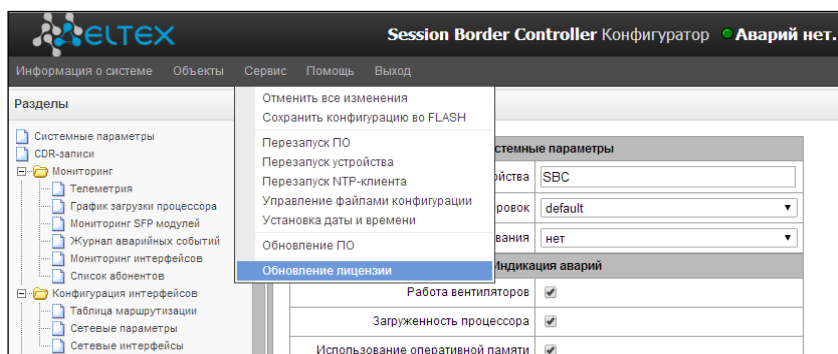 ELTEX
Session Border Controller Конфигуратор Аварий нет.
Информация о системе Объекты Сервис Помощь Выход
Разделы
Системные параметры
CDR-записи
Мониторинг
Телеметрия
График загрузки процессора
Мониторинг SFP модулей
Журнал аварийных событий
Мониторинг интерфейсов
Список абонентов
Конфигурация интерфейсов
Таблица маршрутизации
Сетевые параметры
Сетевые интерфейсы
Отменить все изменения
Сохранить конфигурацию во FLASH
Перезапуск ПО
Перезапуск устройства
Перезапуск NTP-клиента
Управление файлами конфигурации
Установка даты и времени
Обновление ПО
Обновление лицензии
стемные параметры
ойства SBC
ровок default
вания нет
Индикация аварий
Работа вентиляторов
Загруженность процессора
Использование оперативной памяти